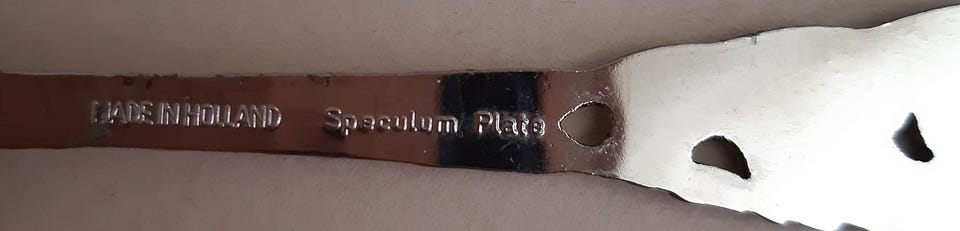 MADE IN HOLLAND Speculum Plate